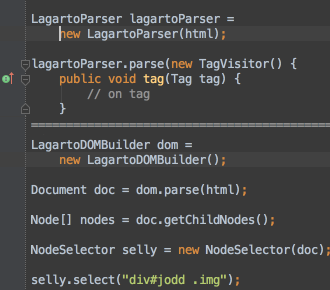 LagartoParser lagartoParser =
    new LagartoParser(html);
lagartoParser.parse(new TagVisitor() {
    public void tag(Tag tag) {
        // on tag
    }
LagartoDOMBuilder dom =
    new LagartoDOMBuilder();
Document doc = dom.parse(html);
Node[] nodes = doc.getChildNodes();
NodeSelector selly = new NodeSelector(doc);
selly.select("div#jodd .img");